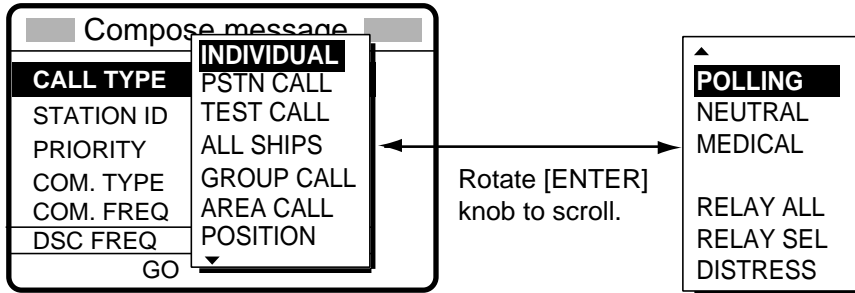 Compose message
CALL TYPE
STATION ID
PRIORITY
COM. TYPE
COM. FREQ
DSC FREQ
GO
INDIVIDUAL
PSTN CALL
TEST CALL
ALL SHIPS
GROUP CALL
AREA CALL
POSITION
Rotate [ENTER]
knob to scroll.
POLLING
NEUTRAL
MEDICAL
RELAY ALL
RELAY SEL
DISTRESS